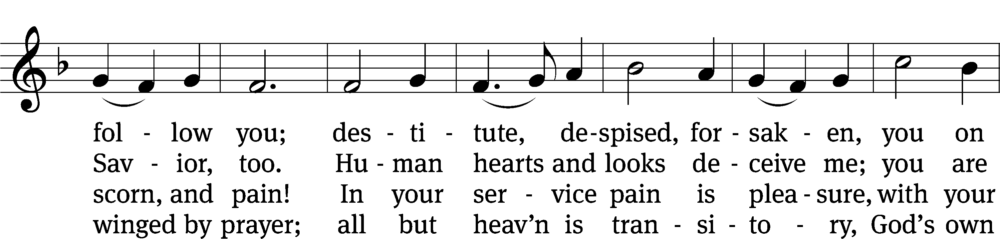 fol - low you; des - ti - tute, de-spised, for - sak - en, you on
Sav - ior, too. Hu - man hearts and looks de - ceive me; you are
scorn, and pain! In your ser - vice pain is plea - sure, with your
winged by prayer; all but heav’n is tran - si - to - ry, God’s own